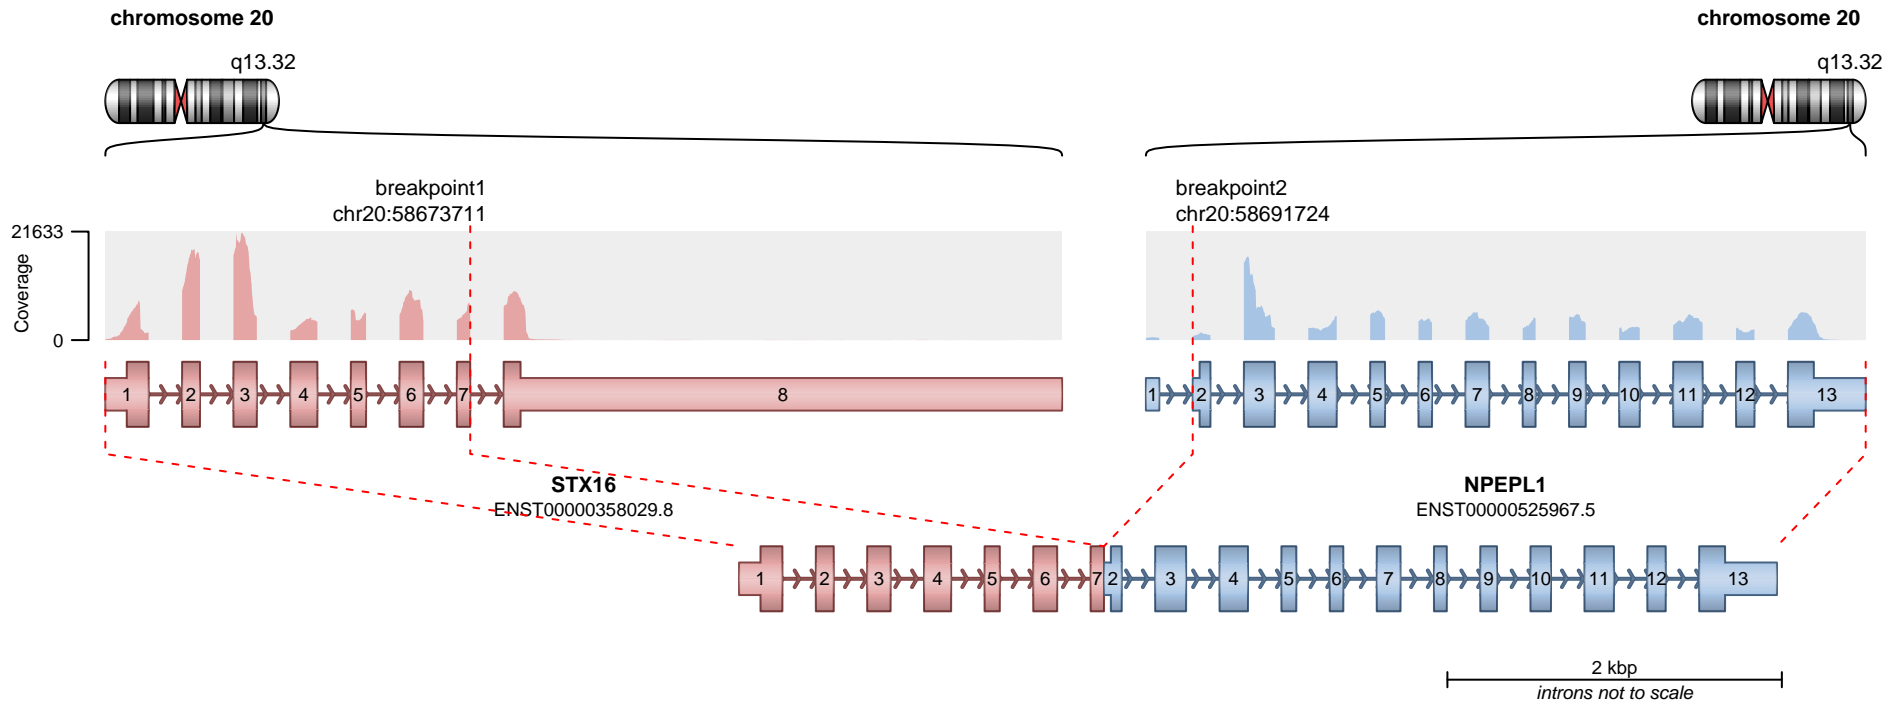 chromosome 20
chromosome 20
q13.32
q13.32
breakpoint1
chr20:58673711
breakpoint2
chr20:58691724
21633
Coverage
0
1 2 3 4 5 6 7 8
1 2 3 4 5 6 7 8 9 10 11 12 13
STX16
ENST00000358029.8
NPEPL1
ENST00000525967.5
1 2 3 4 5 6 7 2 3 4 5 6 7 8 9 10 11 12 13
2 kbp
introns not to scale